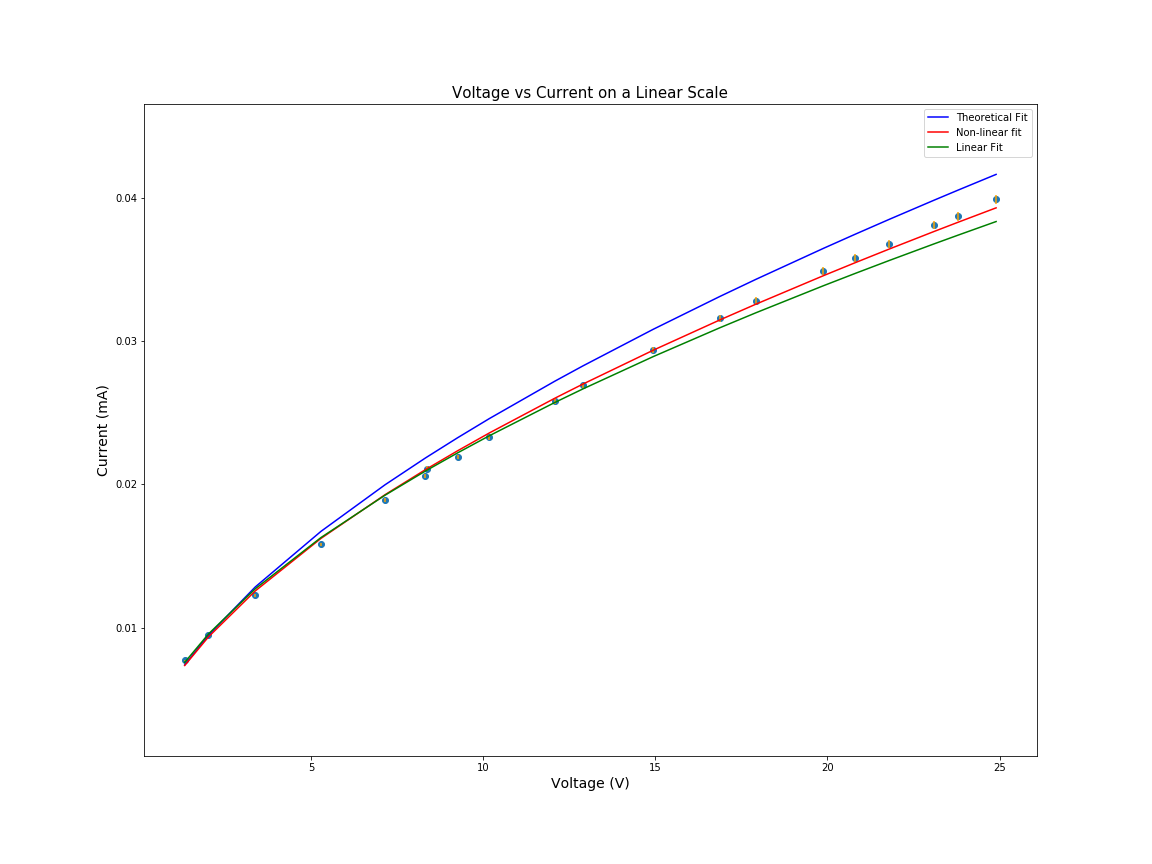 Voltage vs Current on a Linear Scale
Theoretical Fit
Non-linear fit
Linear Fit
Current (mA)
0.04
0.03
0.02
0.01
5 10 15 20 25
Voltage (V)